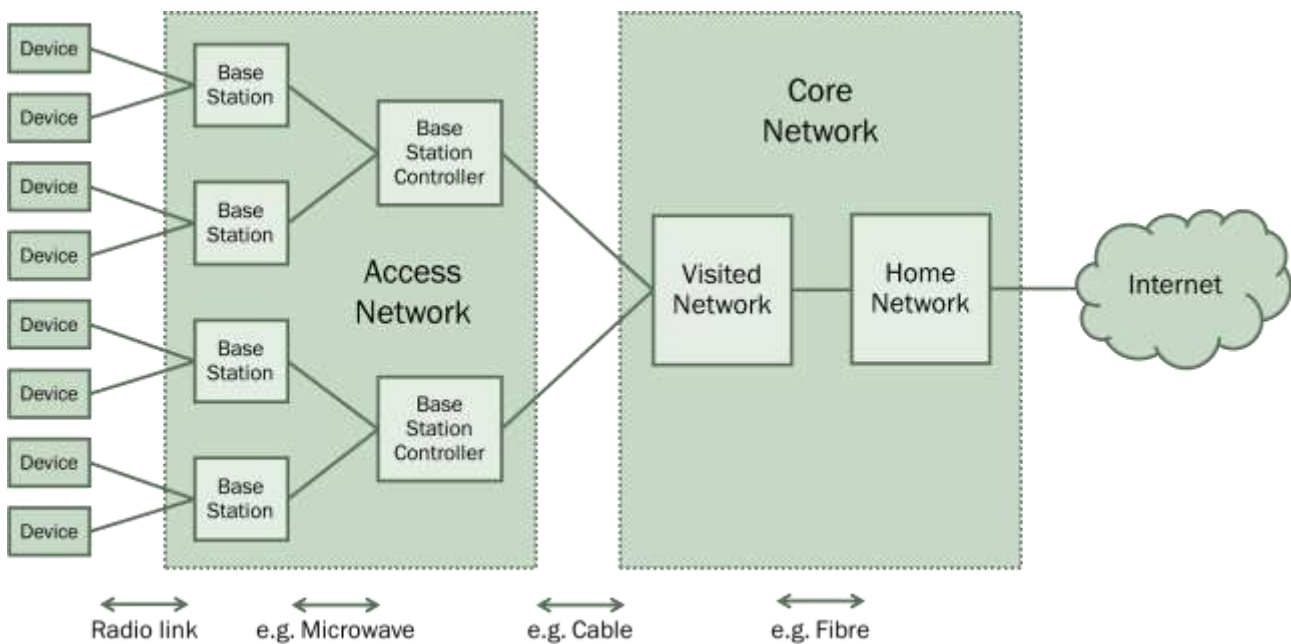 Device
Device
Device
Device
Device
Device
Device
Device
Base
Station
Base
Station
Base
Station
Base
Station
Base
Station
Controller
Base
Station
Controller
Access
Network
Core
Network
Visited
Network
Home
Network
Internet
Radio link
e.g. Microwave
e.g. Cable
e.g. Fibre